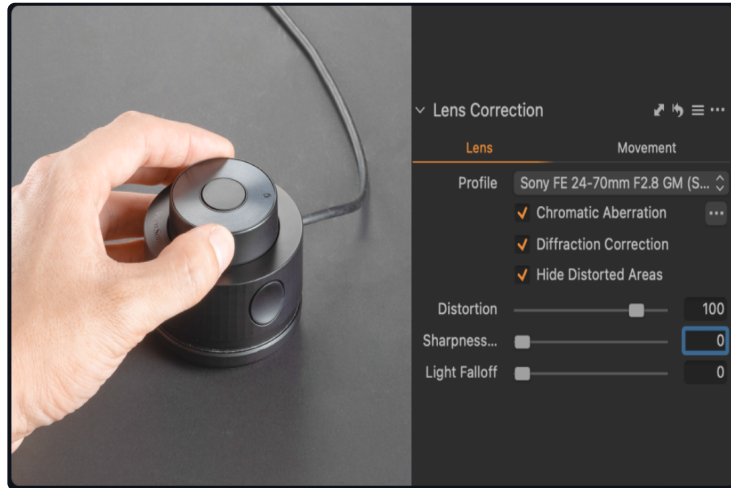 Lens Correction
Lens Movement
Profile Sony FE 24-70mm F2.8 GM (S...
Chromatic Aberration
Diffraction Correction
Hide Distorted Areas
Distortion 100
Sharpness... 0
Light Falloff 0